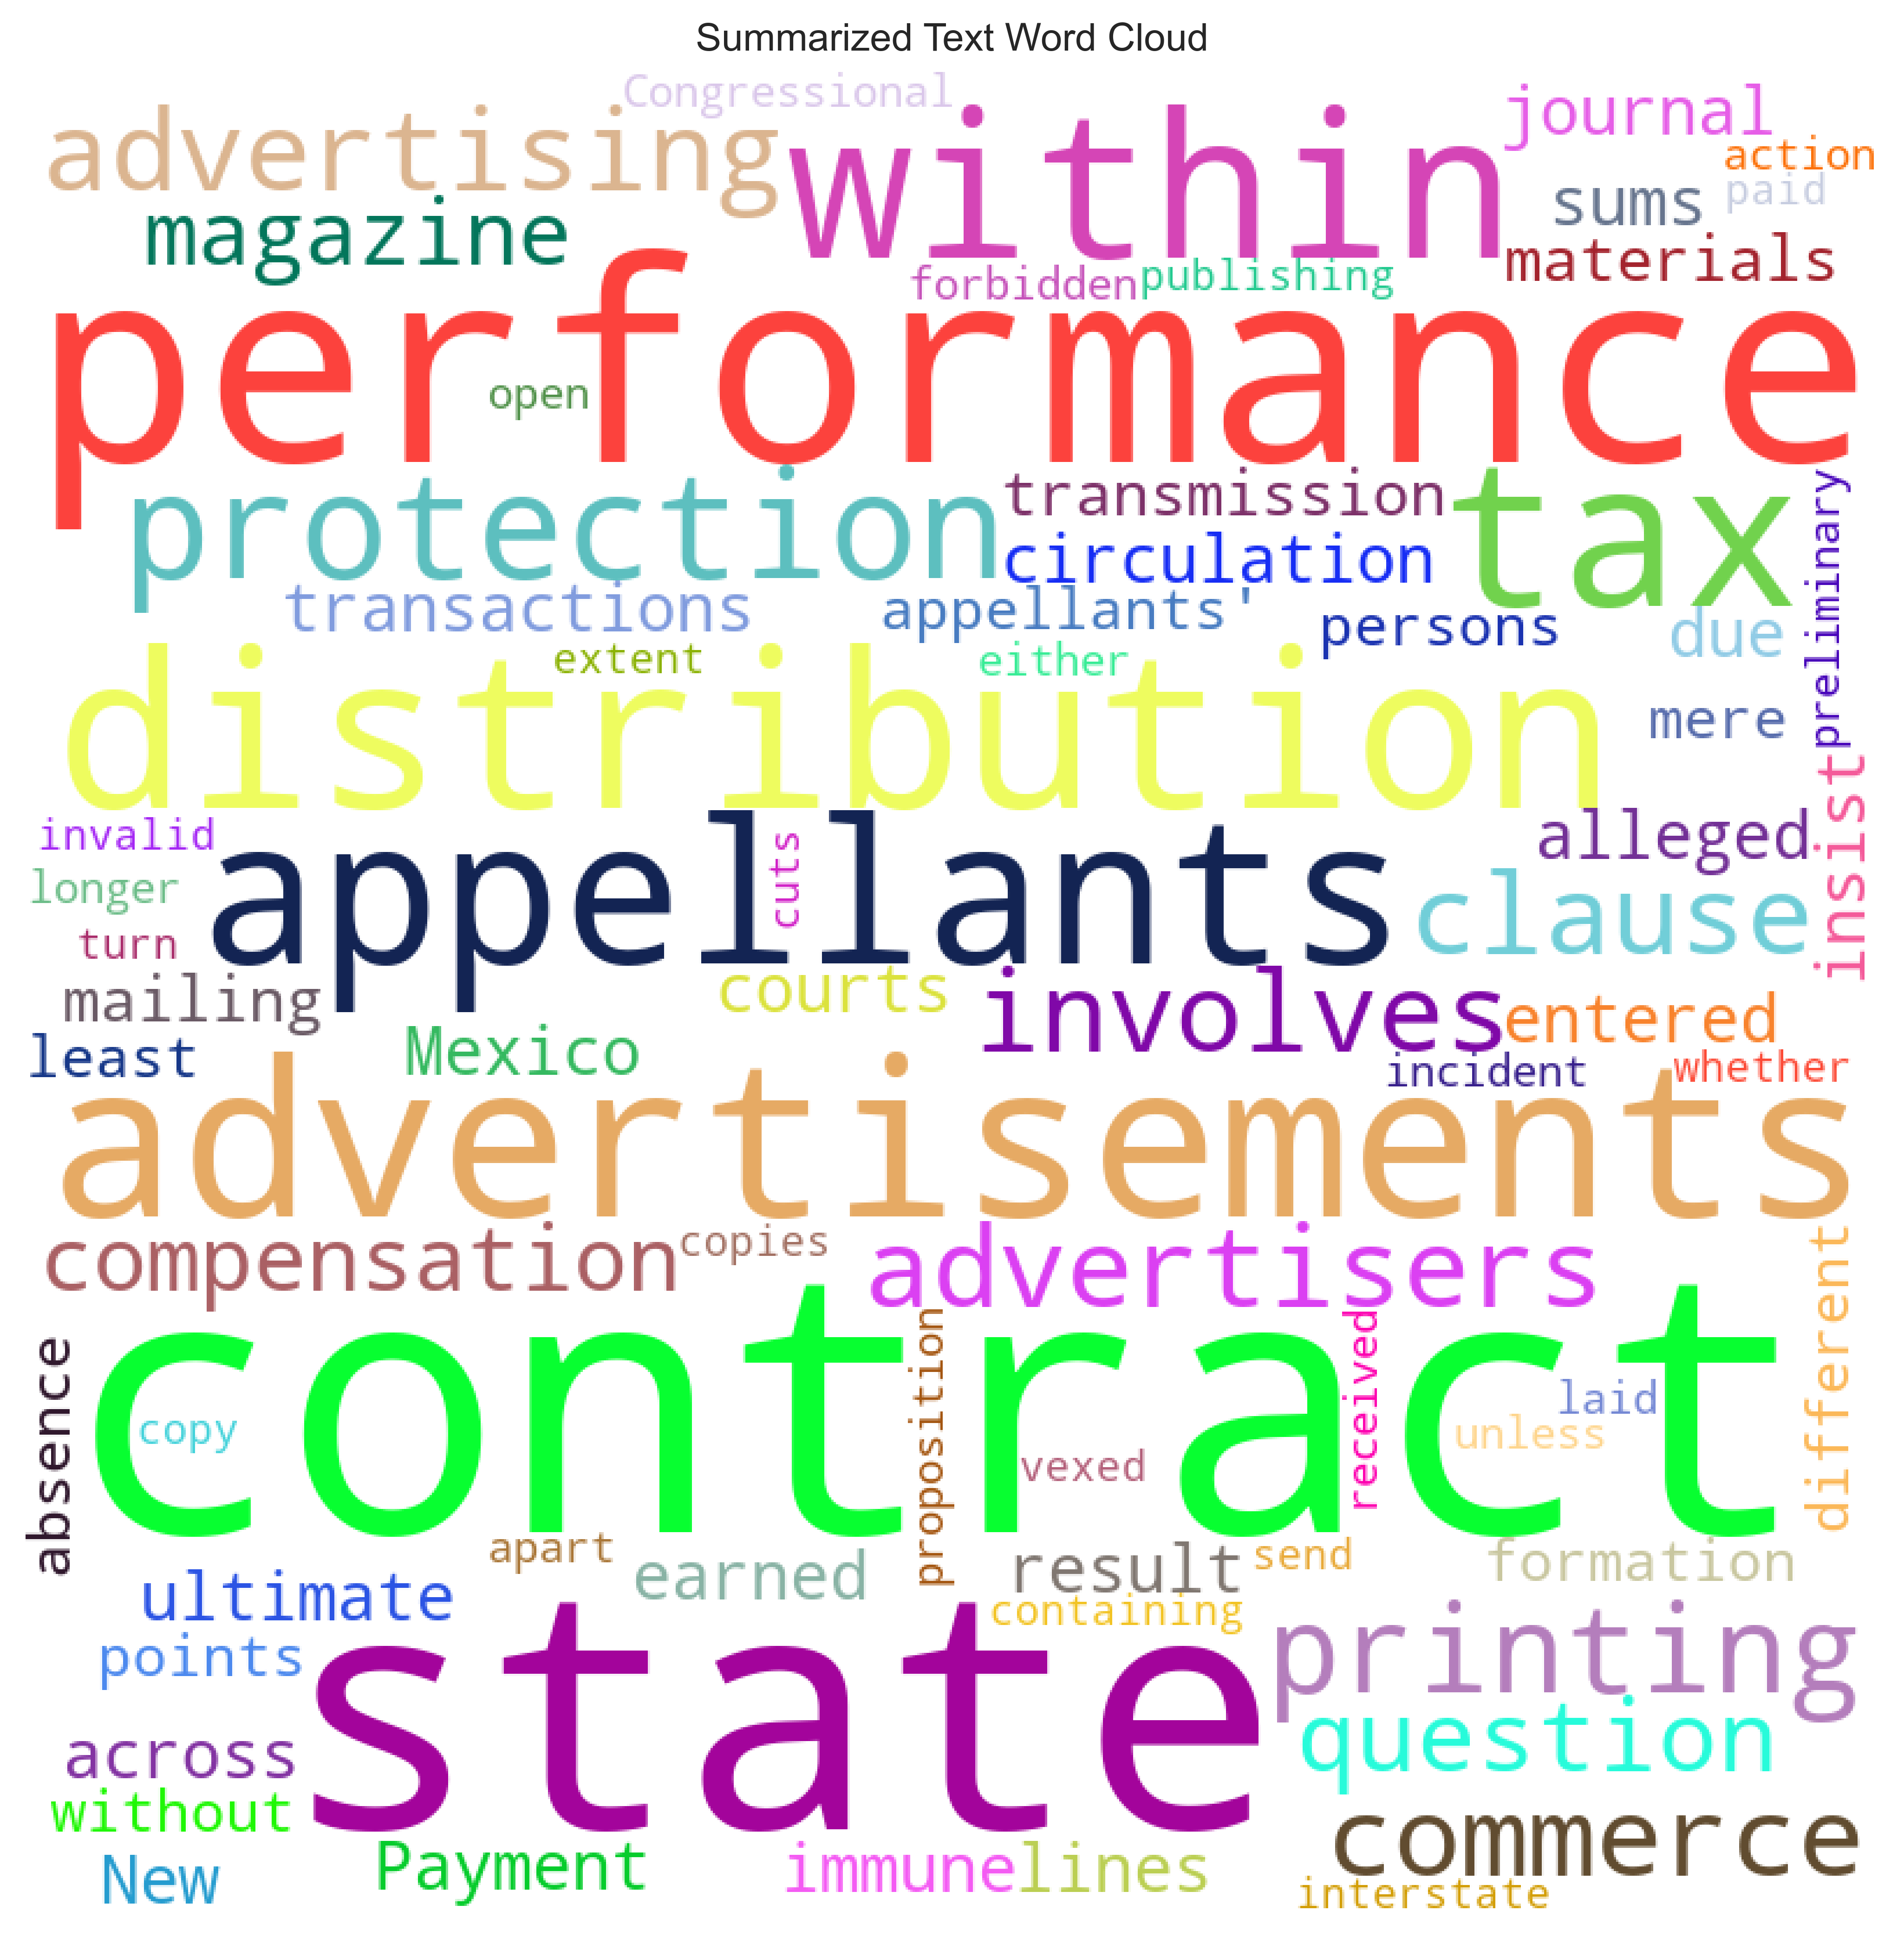 Summarized Text Word Cloud
Congressional
advertising
within
journal
action
magazine
sums
paid
materials
forbidden
publishing
performance
open
protection
transmission
tax
preliminary
circulation
transactions
appellants'
persons
due
extent
either
distribution
mere
insist
invalid
appellants
cuts
alleged
longer
clause
turn
mailing
courts
involves
entered
least
Mexico
incident
whether
advertisements
compensation
copies
advertisers
different
contract
absence
copy
proposition
vexed
received
laid
unless
apart
earned
result
send
formation
ultimate
containing
points
state
printing
question
across
without
commerce
New
Payment
immune
lines
interstate